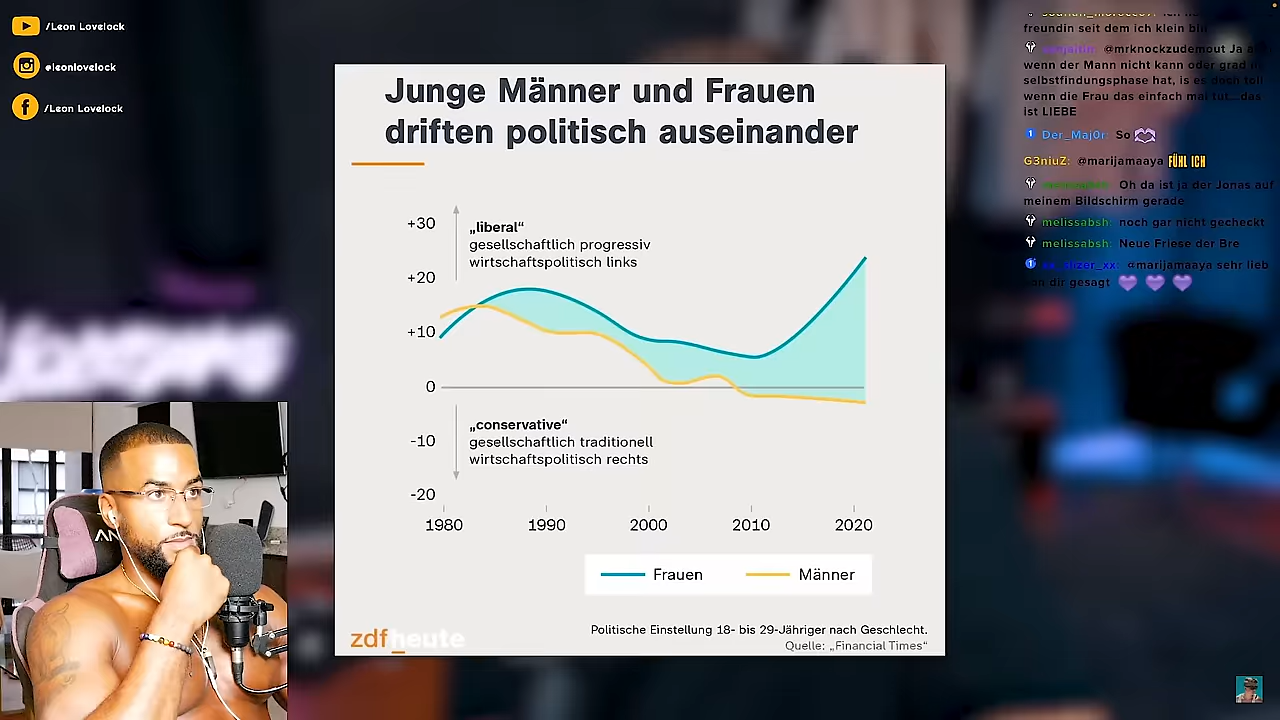 /Leon Lovelock
@leonlovelock
/Leon Lovelock
Junge Männer und Frauen
driften politisch auseinander
+30
+20
+10
0
-10
-20
„liberal“
gesellschaftlich progressiv
wirtschaftspolitisch links
„conservative“
gesellschaftlich traditionell
wirtschaftspolitisch rechts
1980 1990 2000 2010 2020
Frauen Männer
Politische Einstellung 18- bis 29-Jähriger nach Geschlecht.
Quelle: „Financial Times“
zdf heute
freundin seit dem ich klein bin
@mrknockzudemout Ja
wenn der Mann nicht kann oder grad
selbstfindungsphase hat, is es doch toll
wenn die Frau das einfach mal tut...das
ist LIEBE
Der_Maj0r: So
G3niuZ: @marijamaaya FÜHL ICH
Oh da ist ja der Jonas auf
meinem Bildschirm gerade
melissabsh: noch gar nicht gecheckt
melissabsh: Neue Friese der Bre
@marijamaaya sehr lieb
von dir gesagt